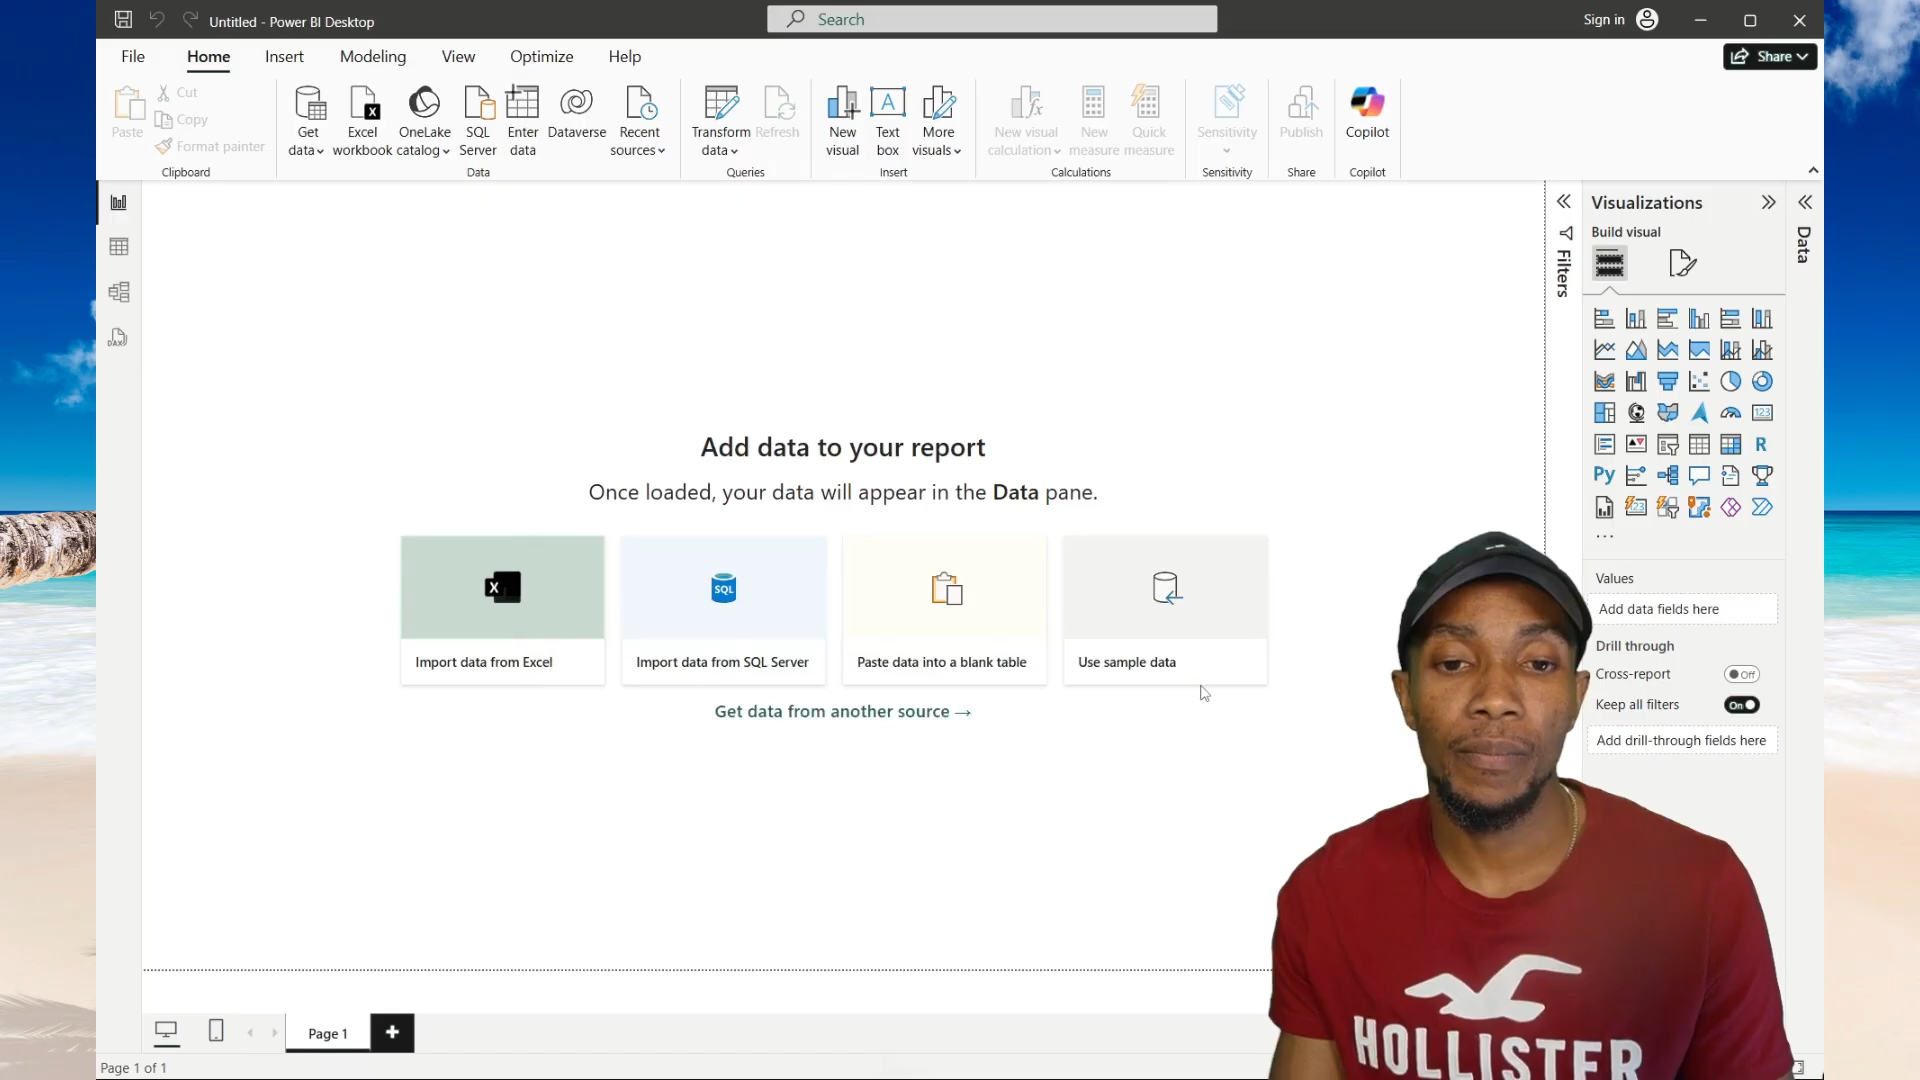 Untitled - Power BI Desktop
Search
Sign in
File
Home
Insert
Modeling
View
Optimize
Help
Share
Paste
Cut
Copy
Format painter
Clipboard
Get data
Excel workbook
OneLake catalog
SQL Server
Enter data
Dataverse
Recent sources
Data
Transform data
Refresh
Queries
New visual
Text box
More visuals
Insert
New visual calculation
New measure
Quick measure
Calculations
Sensitivity
Sensitivity
Publish
Share
Copilot
Copilot
Filters
Visualizations
Data
Build visual
123
R
Py
123
DAX
Add data to your report
Once loaded, your data will appear in the Data pane.
X
SQL
Import data from Excel
Import data from SQL Server
Paste data into a blank table
Use sample data
Get data from another source →
Values
Add data fields here
Drill through
Cross-report
Off
Keep all filters
On
Add drill-through fields here
HOLLISTER
Page 1
Page 1 of 1